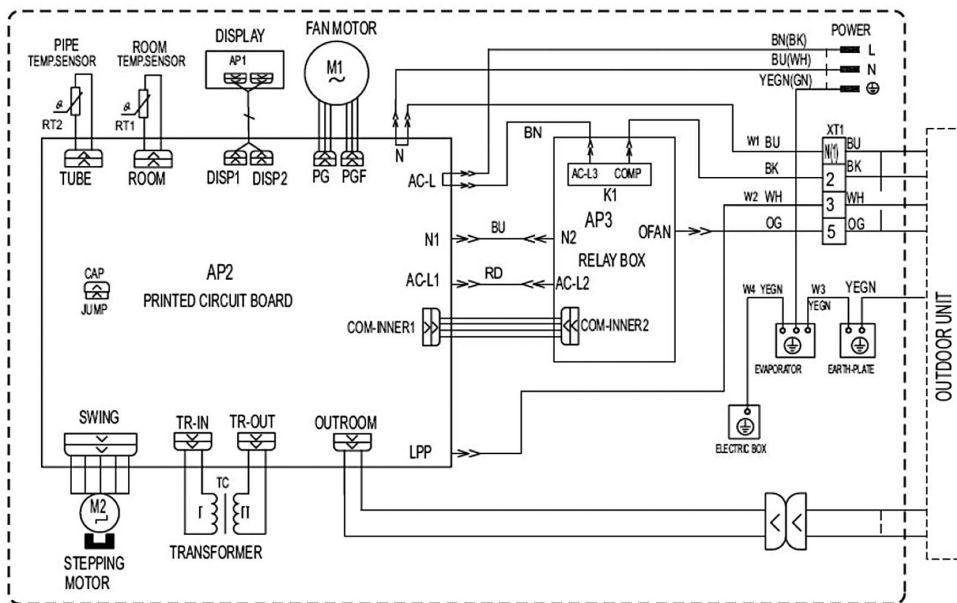 PIPE
TEMP.SENSOR
ROOM
TEMP.SENSOR
DISPLAY
AP1
FAN MOTOR
M1
~
POWER
BN(BK)
L
BU(WH)
N
YEGN(GN)
RT2
RT1
TUBE
ROOM
DISP1
DISP2
PG
PGF
N
AC-L
BN
AC-L3
COMP
K1
AP3
RELAY BOX
OFAN
XT1
W1 BU
N(1)
BU
BK
2
BK
W2 WH
3
WH
OG
5
OG
N1
BU
N2
AC-L1
RD
AC-L2
COM-INNER1
COM-INNER2
AP2
PRINTED CIRCUIT BOARD
CAP
JUMP
W4 YEGN
W3
YEGN
YEGN
EVAPORATOR
EARTH-PLATE
ELECTRIC BOX
OUTDOOR UNIT
SWING
TR-IN
TR-OUT
OUTROOM
LPP
M2
TC
STEPPING
MOTOR
TRANSFORMER